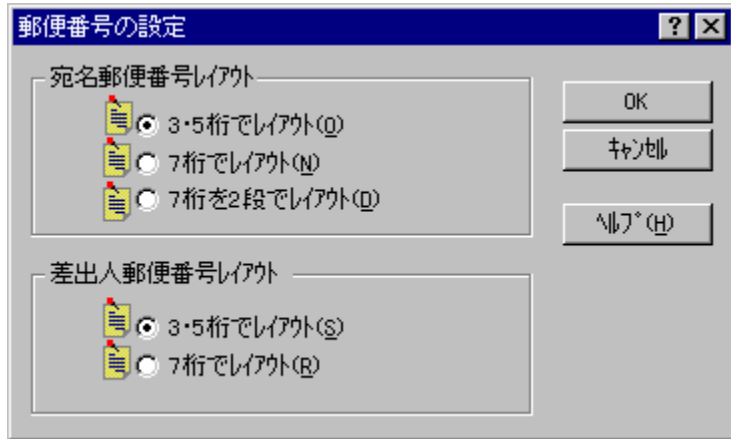 郵便番号の設定
宛名郵便番号ﾚｲｱｳﾄ
3･5桁でﾚｲｱｳﾄ(O)
7桁でﾚｲｱｳﾄ(N)
7桁を2段でﾚｲｱｳﾄ(D)
差出人郵便番号ﾚｲｱｳﾄ
3･5桁でﾚｲｱｳﾄ(S)
7桁でﾚｲｱｳﾄ(R)
OK
ｷｬﾝｾﾙ
ﾍﾙﾌﾟ(H)